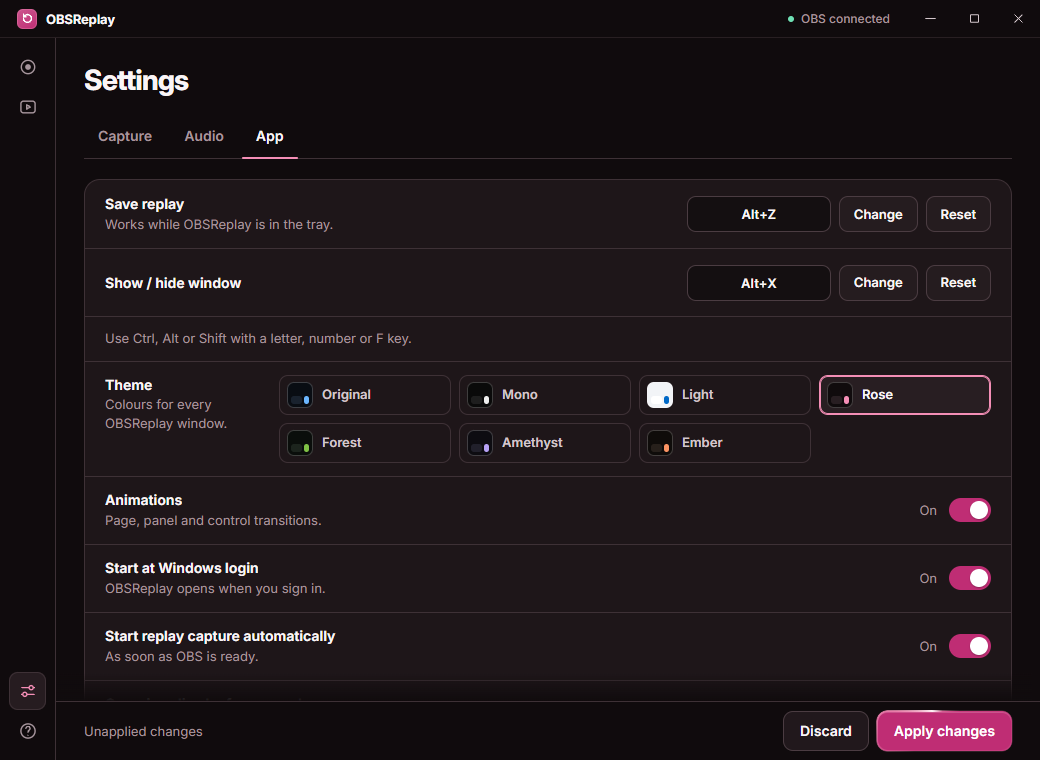 OBSReplay
OBS connected
Settings
Capture
Audio
App
Save replay
Works while OBSReplay is in the tray.
Alt+Z
Change
Reset
Show / hide window
Alt+X
Change
Reset
Use Ctrl, Alt or Shift with a letter, number or F key.
Theme
Colours for every
OBSReplay window.
Original
Mono
Light
Rose
Forest
Amethyst
Ember
Animations
Page, panel and control transitions.
On
Start at Windows login
OBSReplay opens when you sign in.
On
Start replay capture automatically
As soon as OBS is ready.
On
Unapplied changes
Discard
Apply changes